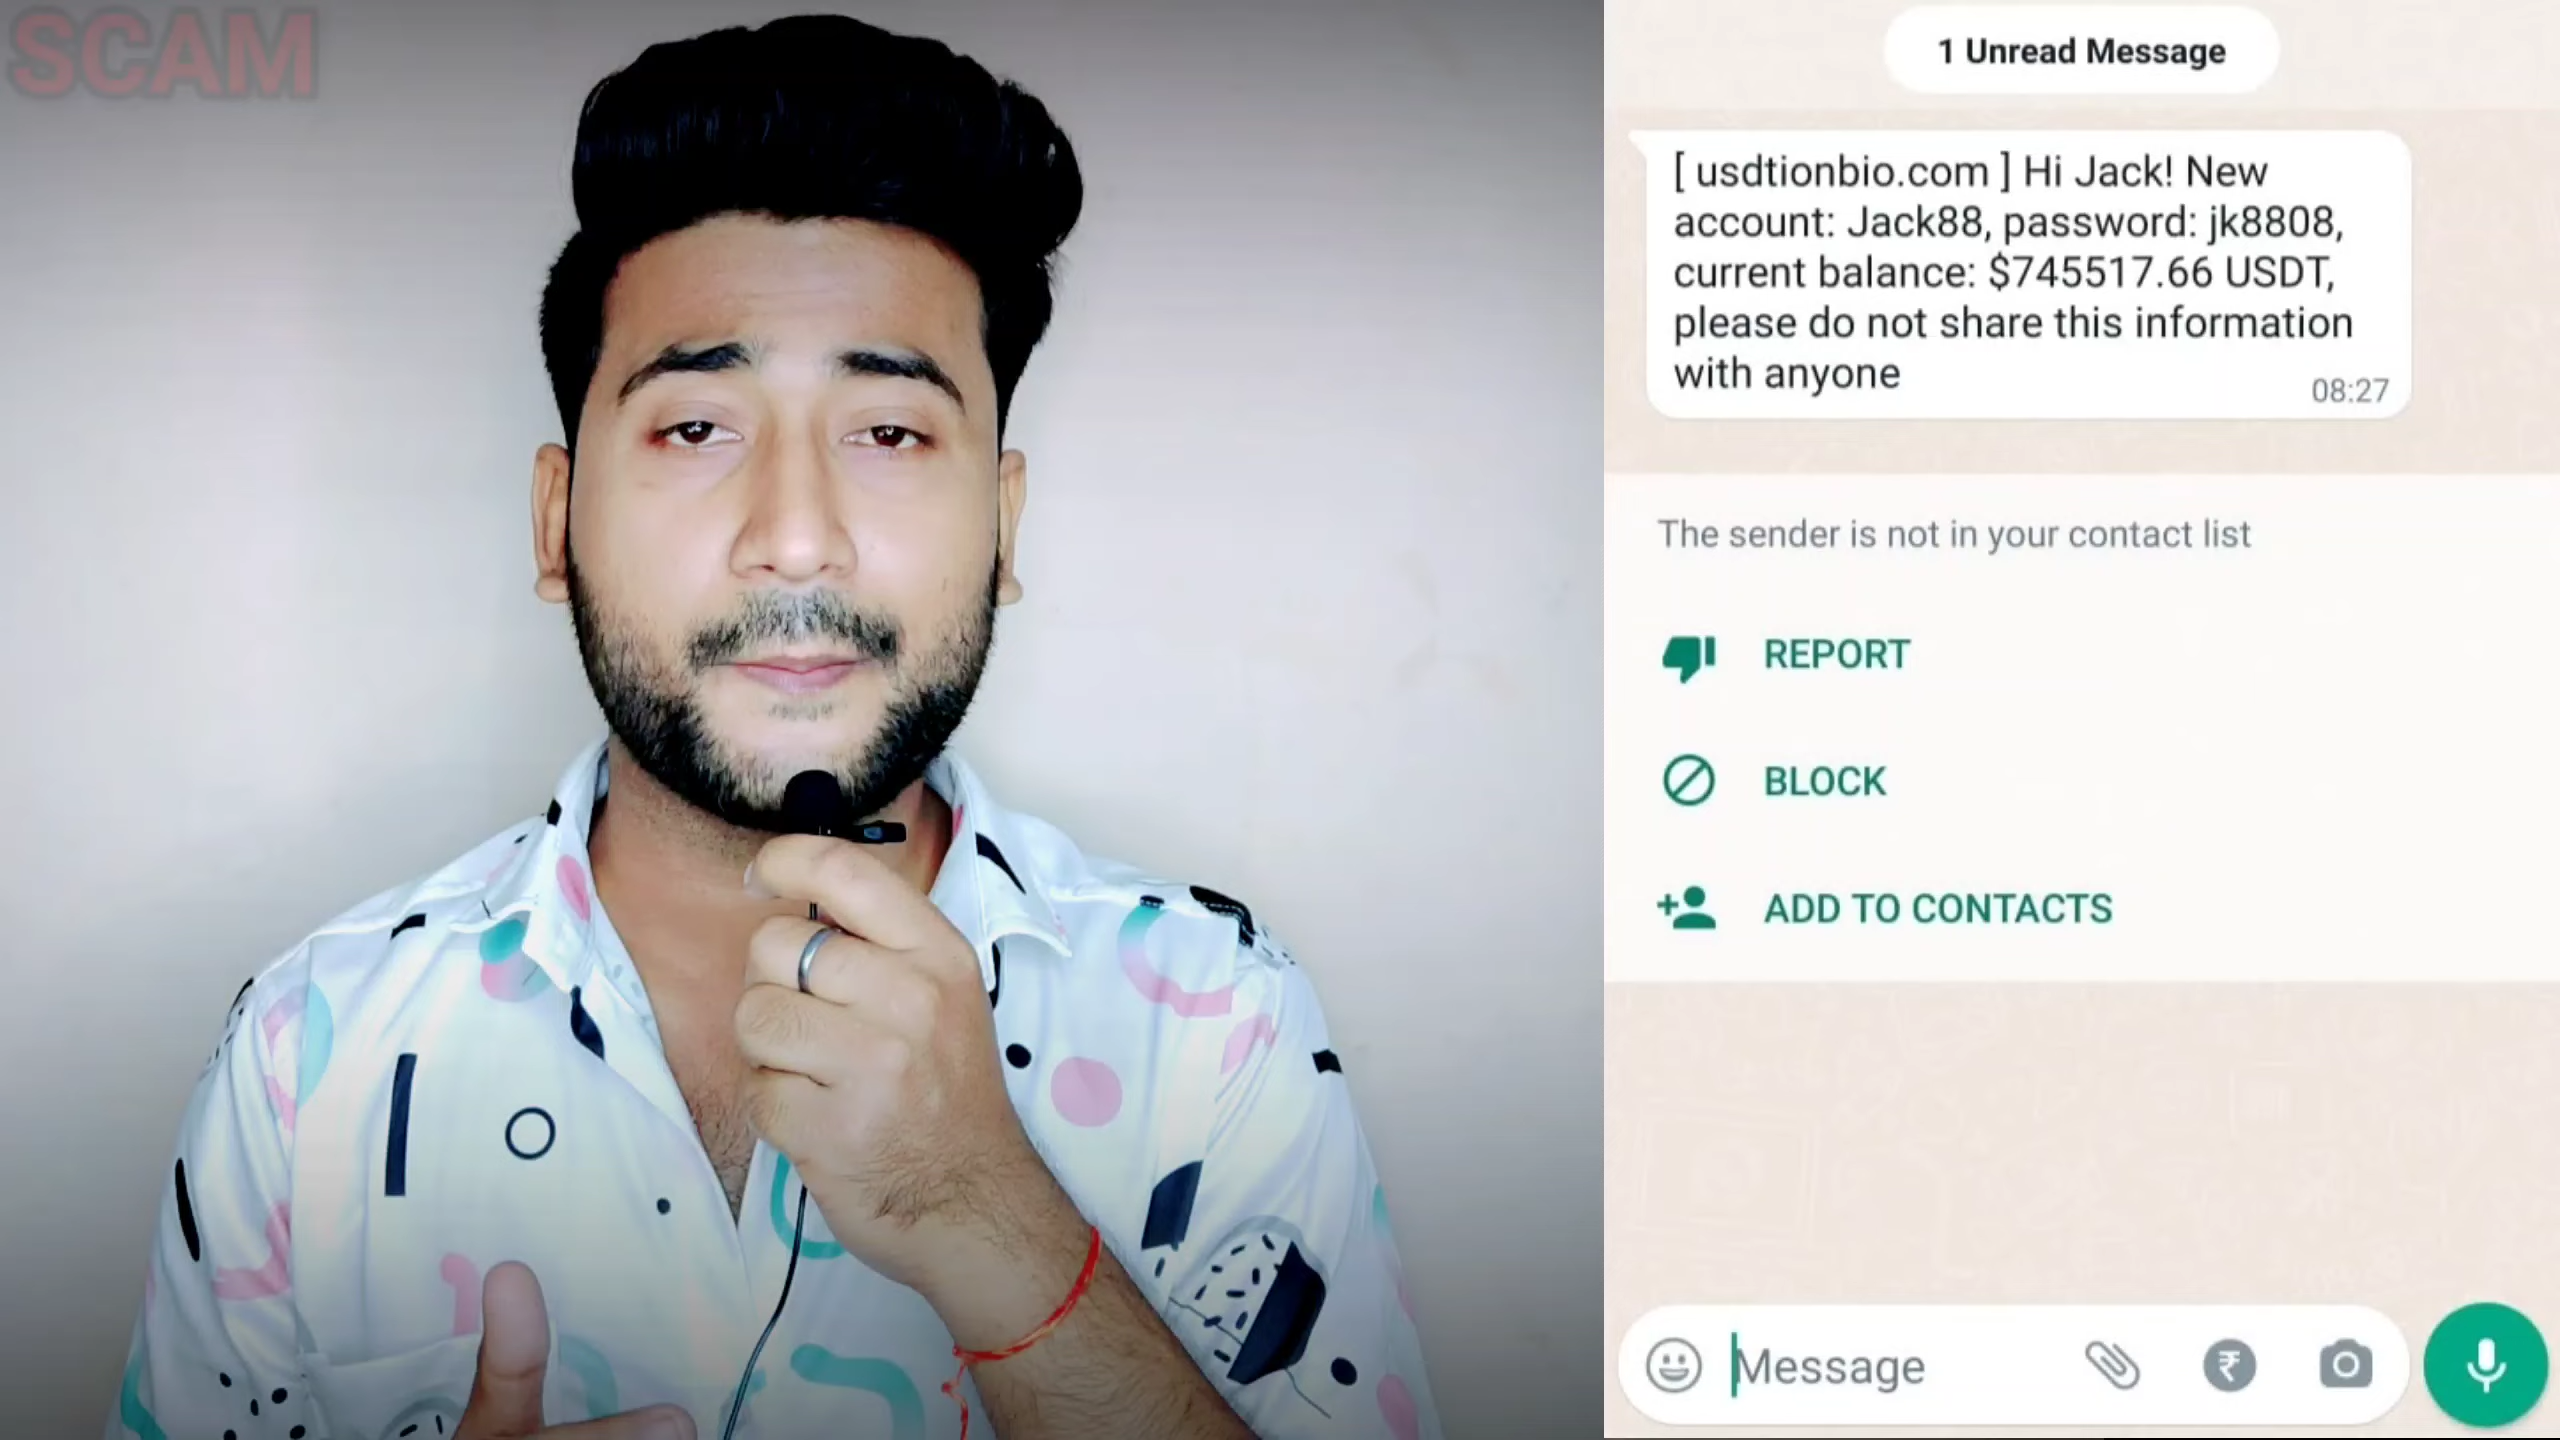 SCAM
1 Unread Message
[ usdtionbio.com ] Hi Jack! New
account: Jack88, password: jk8808,
current balance: $745517.66 USDT,
please do not share this information
with anyone
08:27
The sender is not in your contact list
REPORT
BLOCK
ADD TO CONTACTS
Message
₹